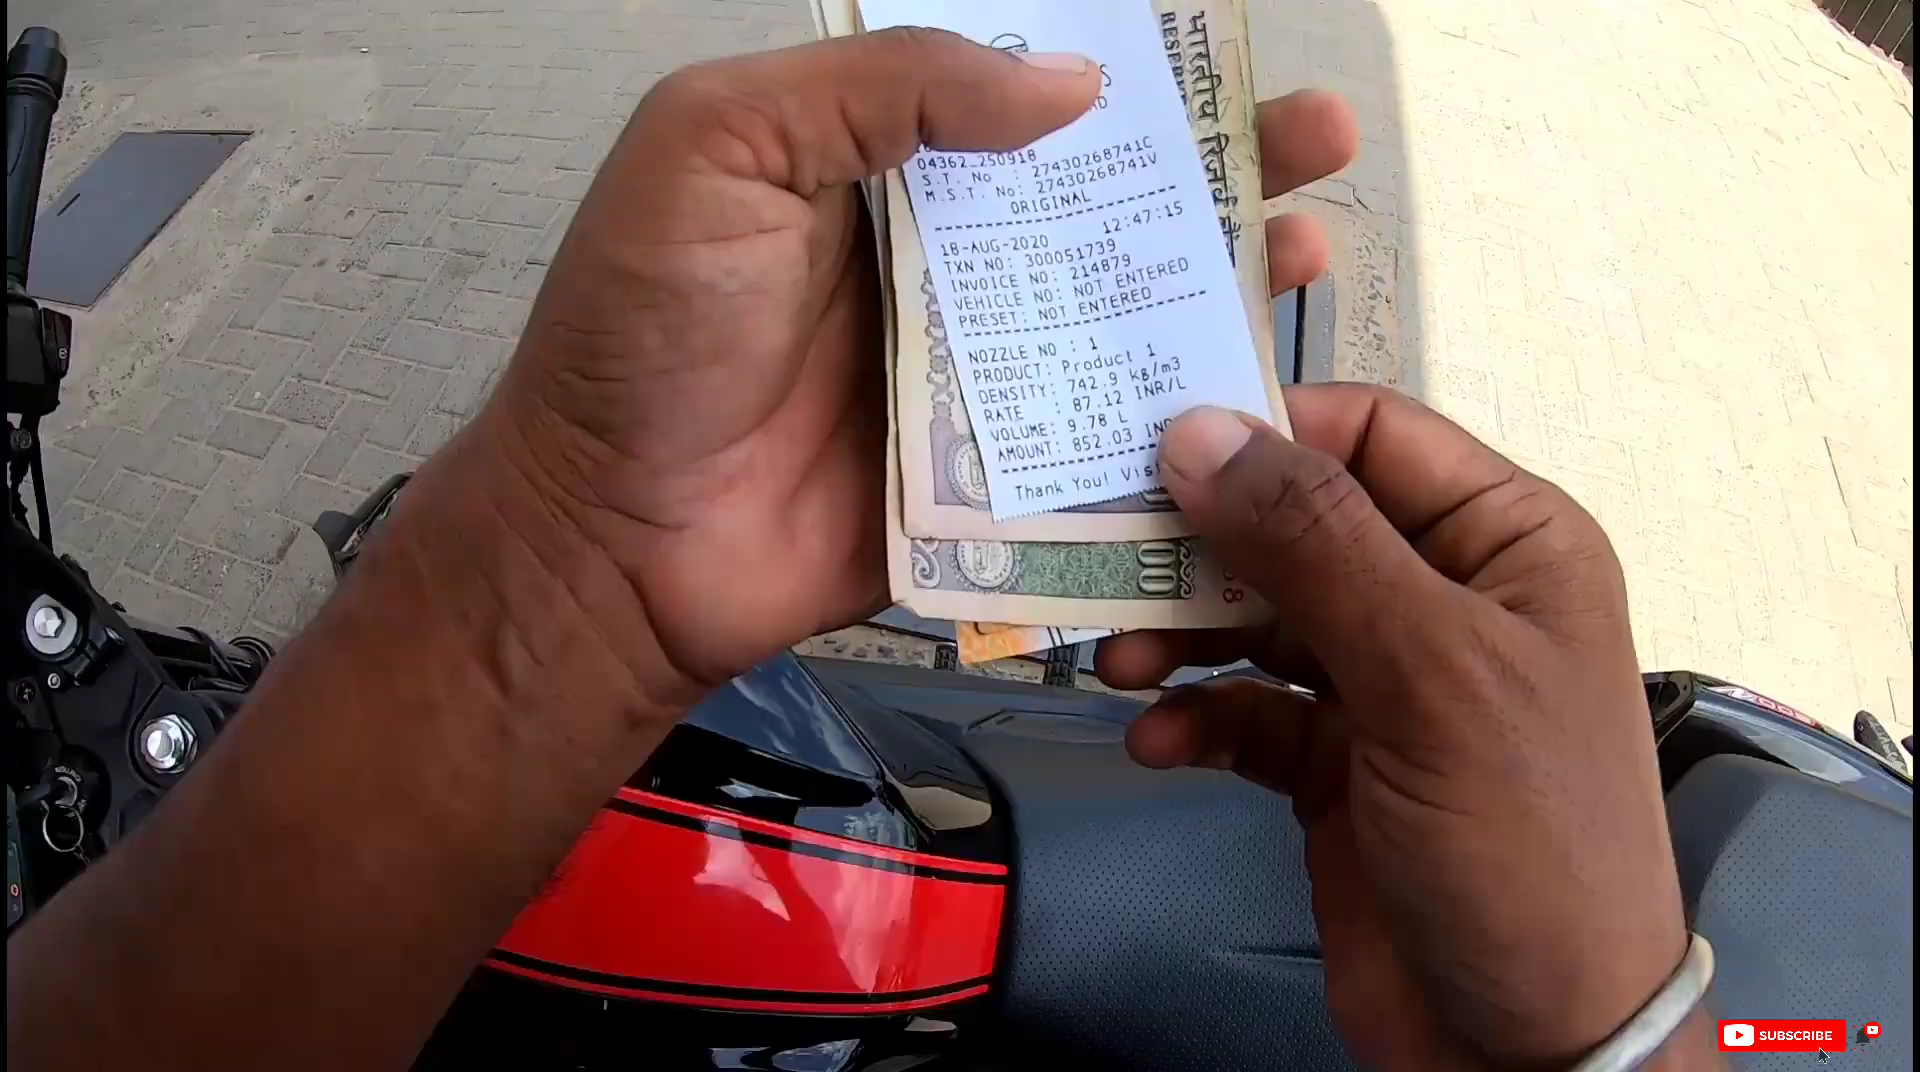 04362_250918
S.T. No : 27430268741C
M.S.T. No: 27430268741V
ORIGINAL
18-AUG-2020 12:47:15
TXN NO: 300051739
INVOICE NO: 214879
VEHICLE NO: NOT ENTERED
PRESET: NOT ENTERED
NOZZLE NO : 1
PRODUCT: Product 1
DENSITY: 742.9 kg/m3
RATE : 87.12 INR/L
VOLUME: 9.78 L
AMOUNT: 852.03
Thank You!
भारतीय रिज़र्व
SUBSCRIBE